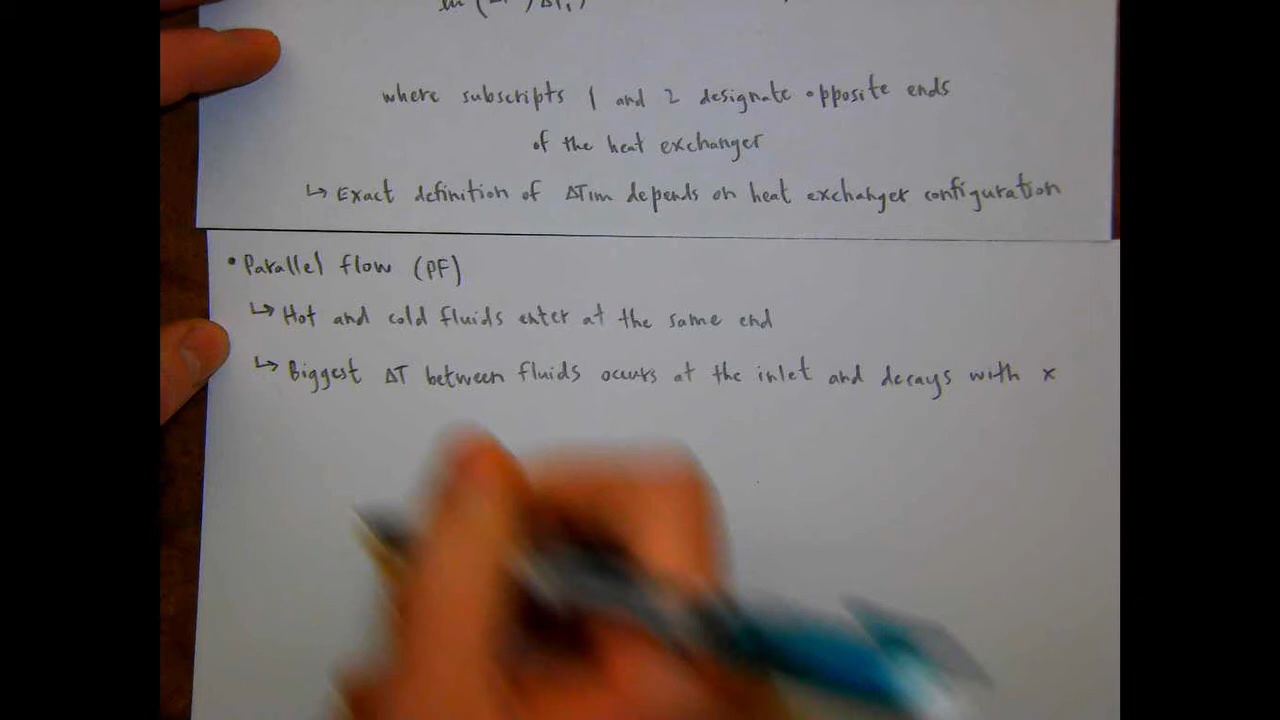 where subscripts 1 and 2 designate opposite ends
of the heat exchanger
↳ Exact definition of ΔTlm depends on heat exchanger configuration
• Parallel flow (PF)
↳ Hot and cold fluids enter at the same end
↳ Biggest ΔT between fluids occurs at the inlet and decays with x